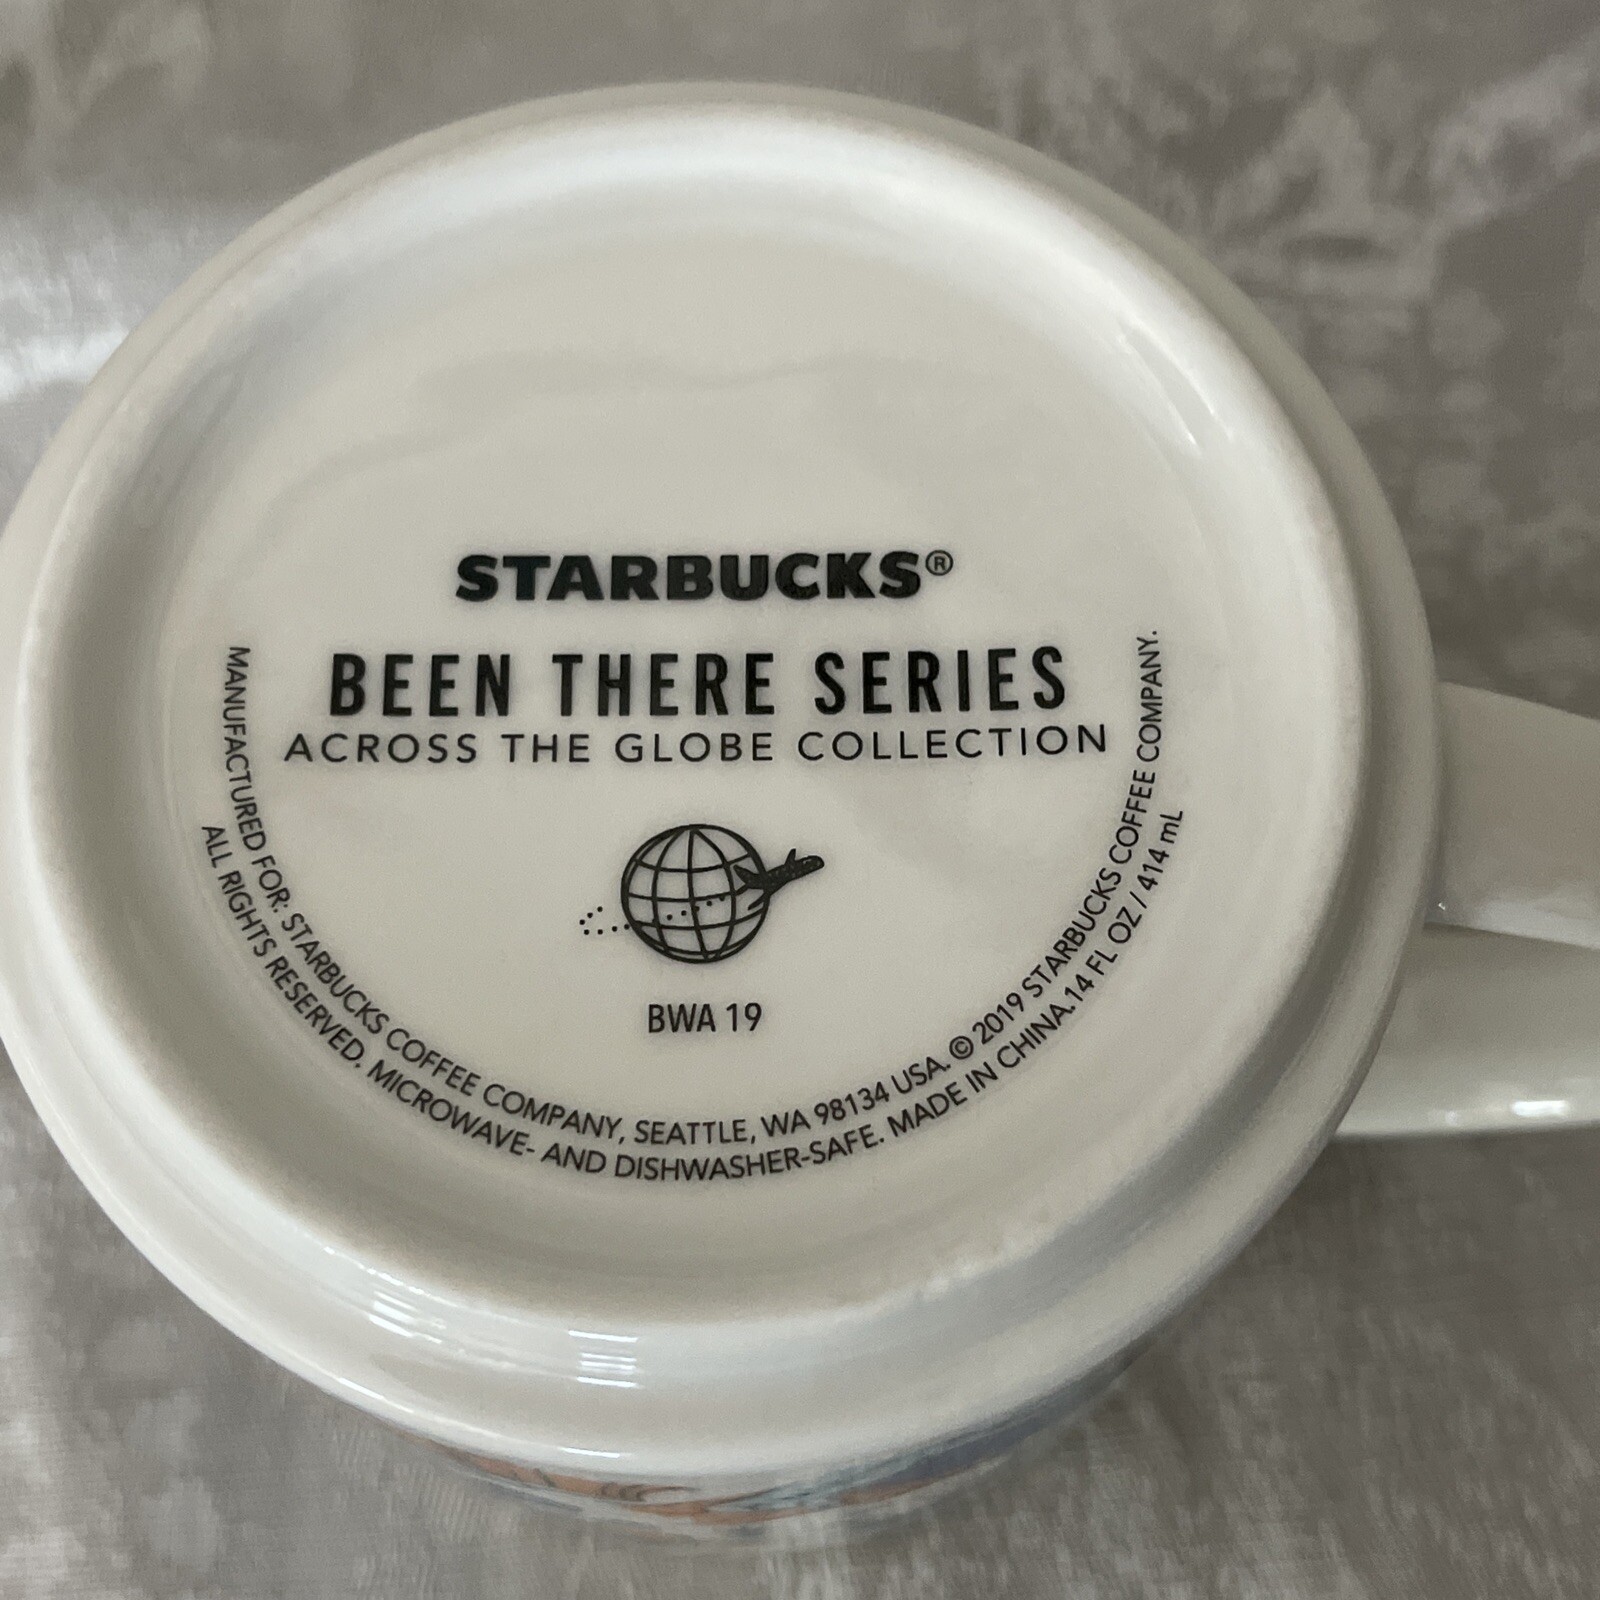 STARBUCKS®
BEEN THERE SERIES
ACROSS THE GLOBE COLLECTION
BWA 19
MANUFACTURED FOR: STARBUCKS COFFEE COMPANY, SEATTLE, WA 98134 USA. © 2019 STARBUCKS COFFEE COMPANY.
ALL RIGHTS RESERVED. MICROWAVE- AND DISHWASHER-SAFE. MADE IN CHINA.14 FL OZ / 414 mL